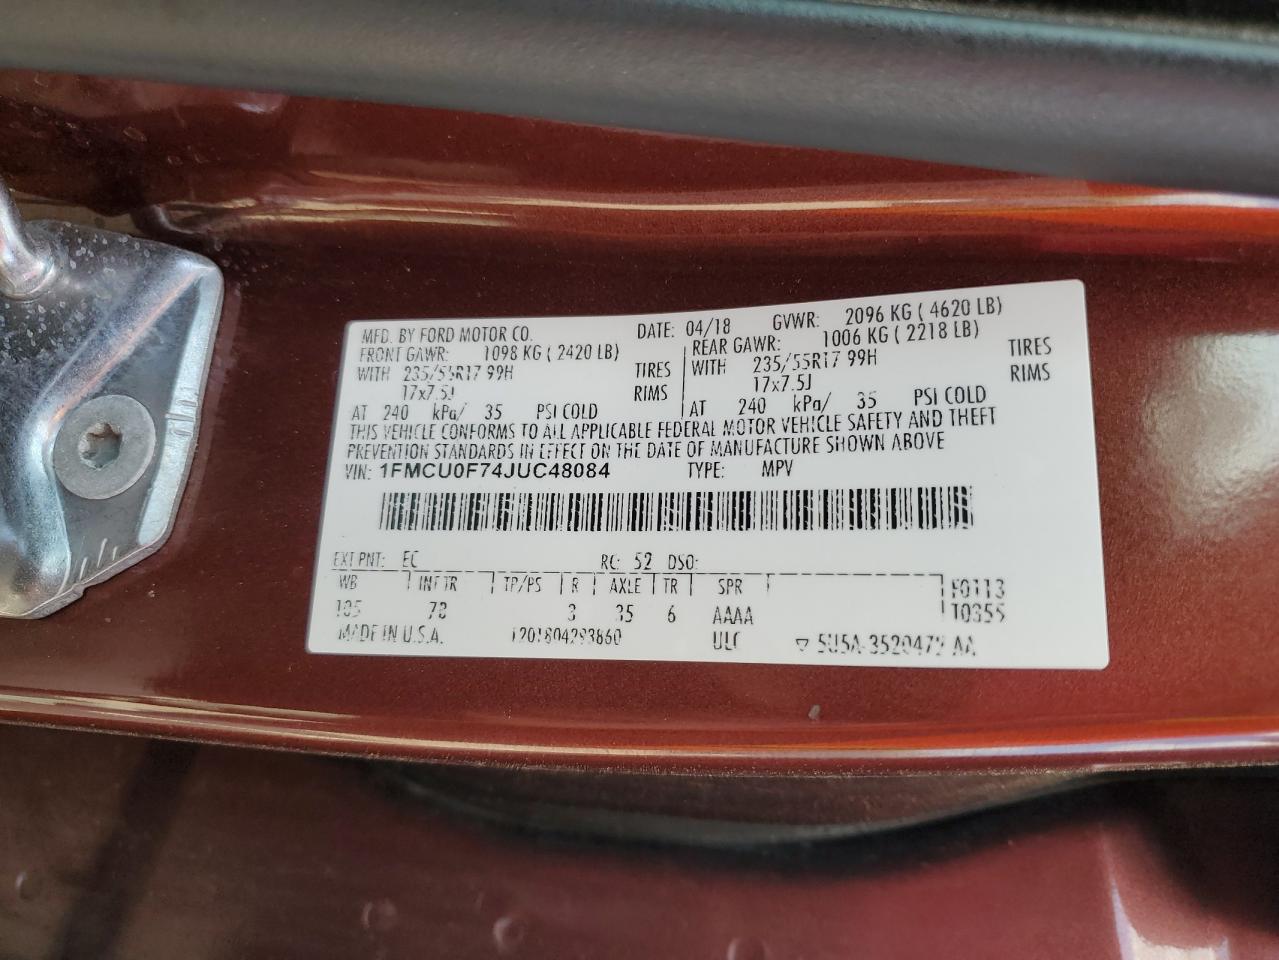 MFD. BY FORD MOTOR CO.
DATE: 04/18 GVWR: 2096 KG ( 4620 LB)
FRONT GAWR: 1098 KG ( 2420 LB)
WITH 235/55R17 99H TIRES
17x7.5J RIMS
AT 240 kPa/ 35 PSI COLD
REAR GAWR: 1006 KG ( 2218 LB)
WITH 235/55R17 99H TIRES
17x7.5J RIMS
AT 240 kPa/ 35 PSI COLD
THIS VEHICLE CONFORMS TO ALL APPLICABLE FEDERAL MOTOR VEHICLE SAFETY AND THEFT
PREVENTION STANDARDS IN EFFECT ON THE DATE OF MANUFACTURE SHOWN ABOVE
VIN: 1FMCU0F74JUC48084 TYPE: MPV
EXT PNT: EC RC: 52 DSO:
WB INT TR TP/PS R AXLE TR SPR F0113
105 3 35 6 AAAA T0355
MADE IN U.S.A. ULC